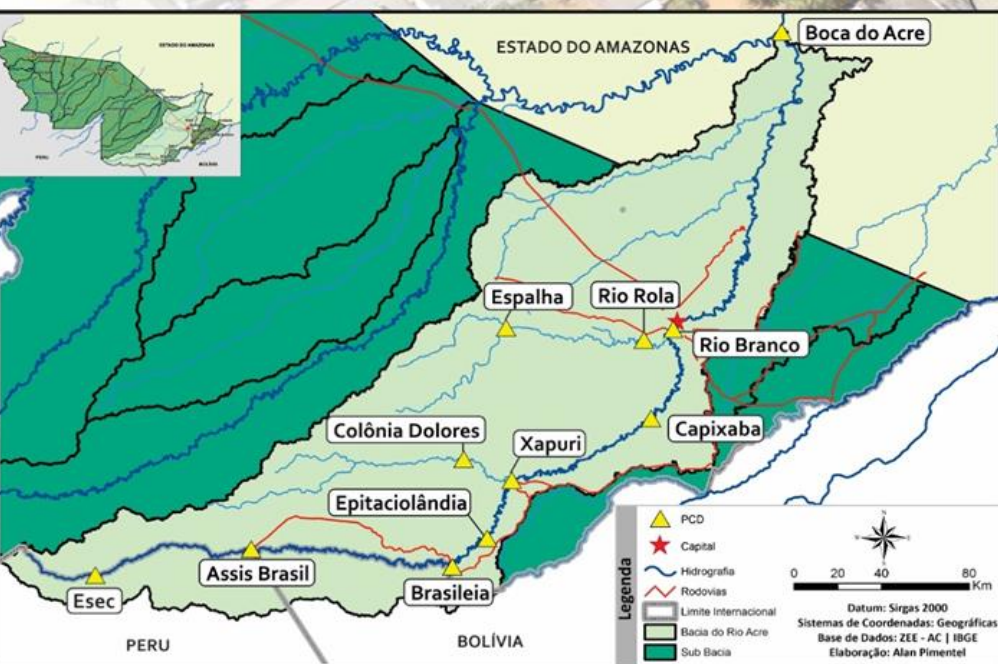 ESTADO DO AMAZONAS
PERU
BOLÍVIA
ESTADO DO AMAZONAS
Boca do Acre
Espalha
Rio Rola
Rio Branco
Capixaba
Colônia Dolores
Xapuri
Epitaciolândia
Assis Brasil
Brasileia
Esec
PERU
BOLÍVIA
Legenda
PCD
Capital
Hidrografia
Rodovias
Limite Internacional
Bacia do Rio Acre
Sub Bacia
0 20 40 80
Km
Datum: Sirgas 2000
Sistemas de Coordenadas: Geográficas
Base de Dados: ZEE - AC | IBGE
Elaboração: Alan Pimentel